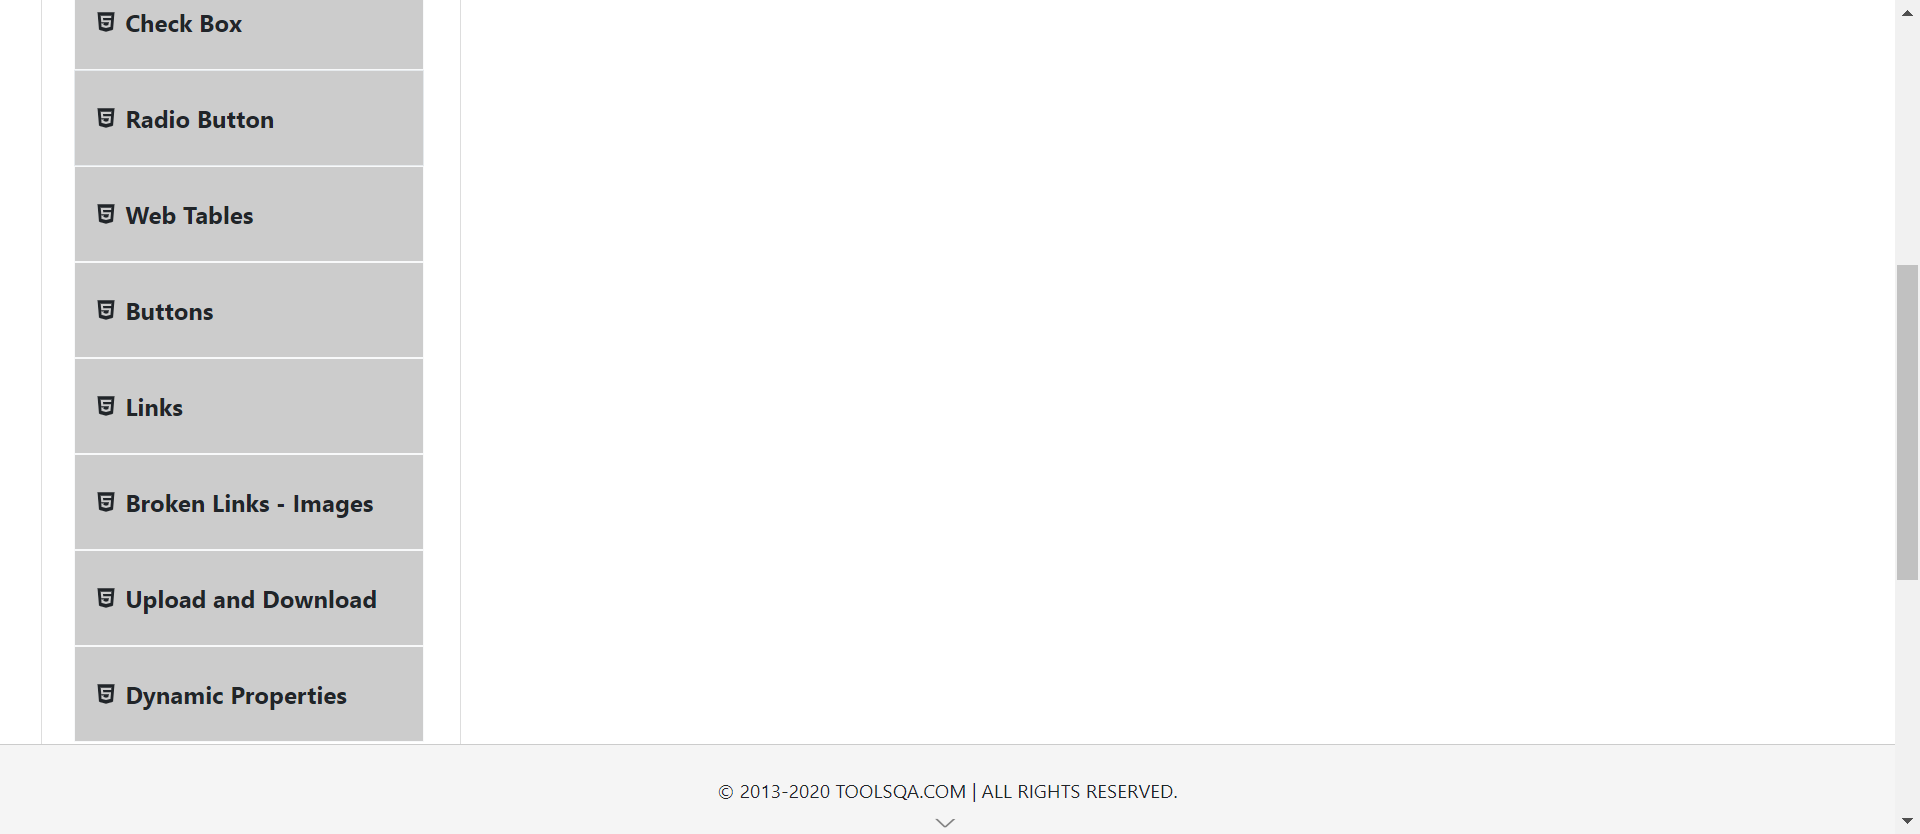 Check Box
Radio Button
Web Tables
Buttons
Links
Broken Links - Images
Upload and Download
Dynamic Properties
© 2013-2020 TOOLSQA.COM | ALL RIGHTS RESERVED.